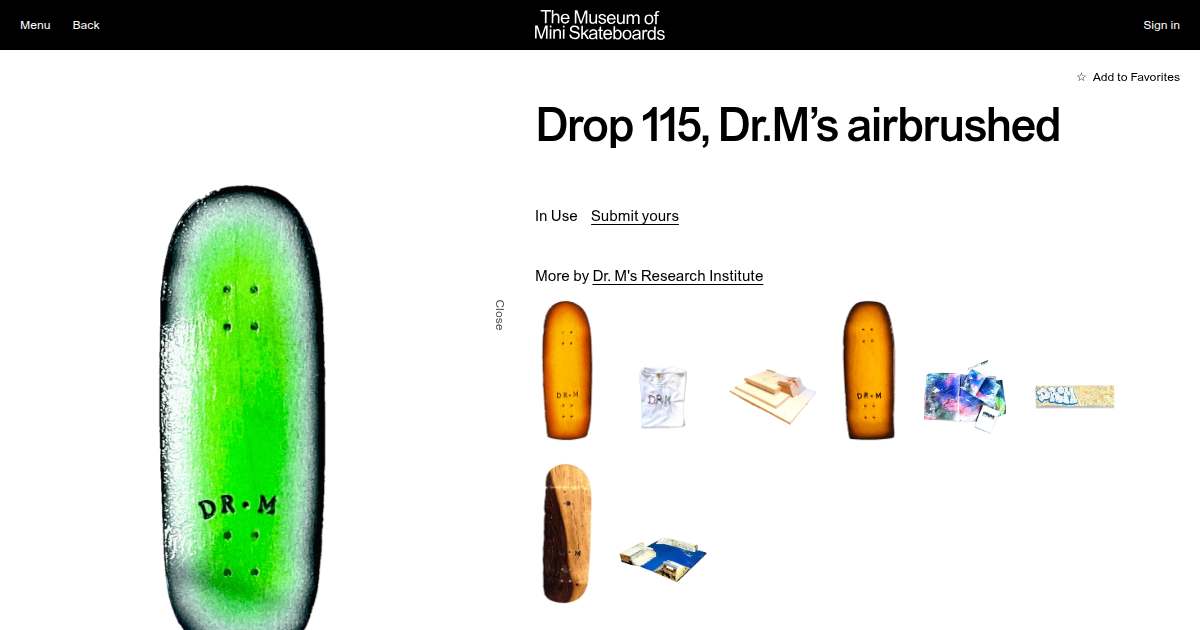 Menu
Back
The Museum of
Mini Skateboards
Sign in
☆ Add to Favorites
Drop 115, Dr.M’s airbrushed
In Use
Submit yours
More by Dr. M's Research Institute
Close
DR•M
DR•M
DR•M
DR•M
M